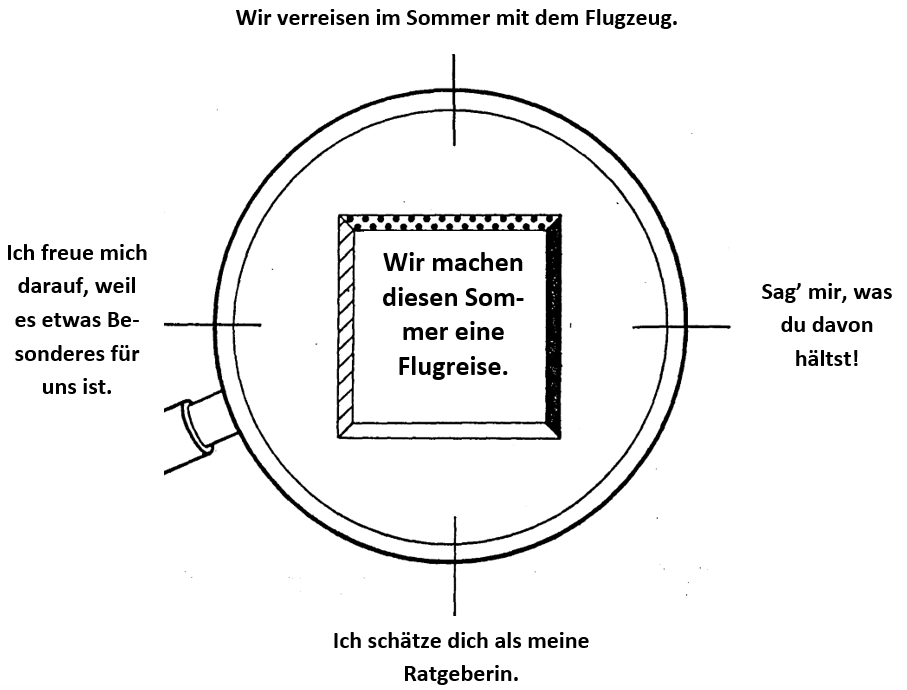 Wir verreisen im Sommer mit dem Flugzeug.
Ich freue mich
darauf, weil
es etwas Be-
sonderes für
uns ist.
Wir machen
diesen Som-
mer eine
Flugreise.
Sag’ mir, was
du davon
hältst!
Ich schätze dich als meine
Ratgeberin.